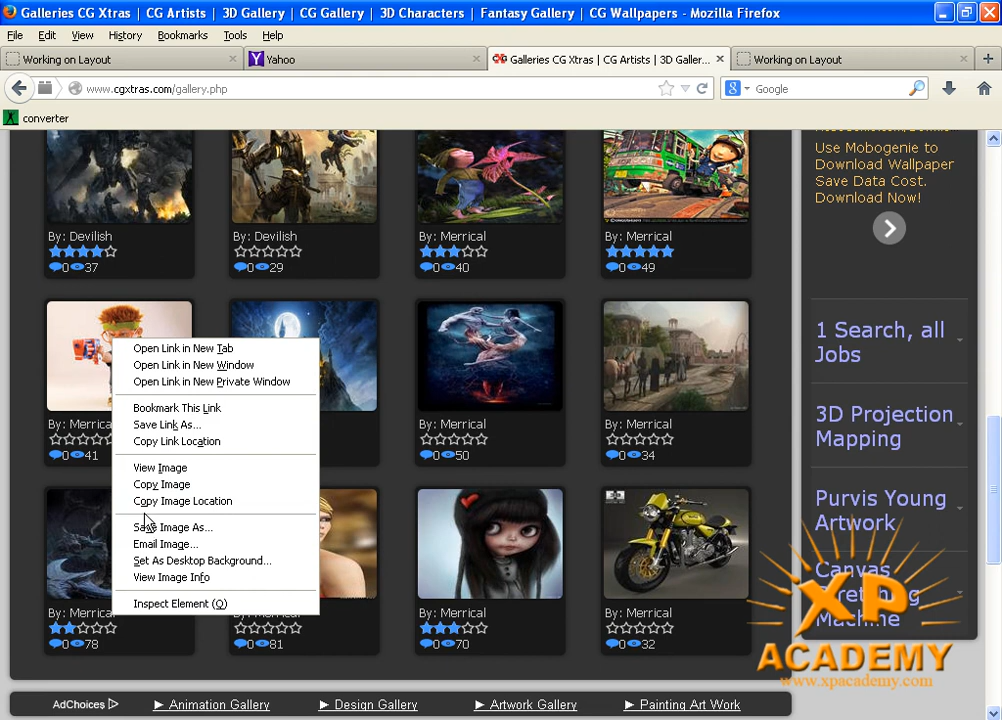 Galleries CG Xtras | CG Artists | 3D Gallery | CG Gallery | 3D Characters | Fantasy Gallery | CG Wallpapers - Mozilla Firefox
File Edit View History Bookmarks Tools Help
Working on Layout
Yahoo
Galleries CG Xtras | CG Artists | 3D Galler...
Working on Layout
www.cgxtras.com/gallery.php
Google
converter
Use Mobogenie to
Download Wallpaper
Save Data Cost.
Download Now!
By: Devilish
By: Devilish
By: Merrical
By: Merrical
0 37
0 29
0 40
0 49
1 Search, all
Jobs
3D Projection
Mapping
Purvis Young
Artwork
Canvas
Stretching
Machine
Open Link in New Tab
Open Link in New Window
Open Link in New Private Window
Bookmark This Link
Save Link As...
Copy Link Location
View Image
Copy Image
Copy Image Location
Save Image As...
Email Image...
Set As Desktop Background...
View Image Info
Inspect Element (Q)
By: Merrica
By: Merrical
By: Merrical
0 41
0 50
0 34
By: Merrical
By: Merrical
By: Merrical
By: Merrical
0 78
0 81
0 70
0 32
XP
ACADEMY
www.xpacademy.com
AdChoices
► Animation Gallery
► Design Gallery
► Artwork Gallery
► Painting Art Work